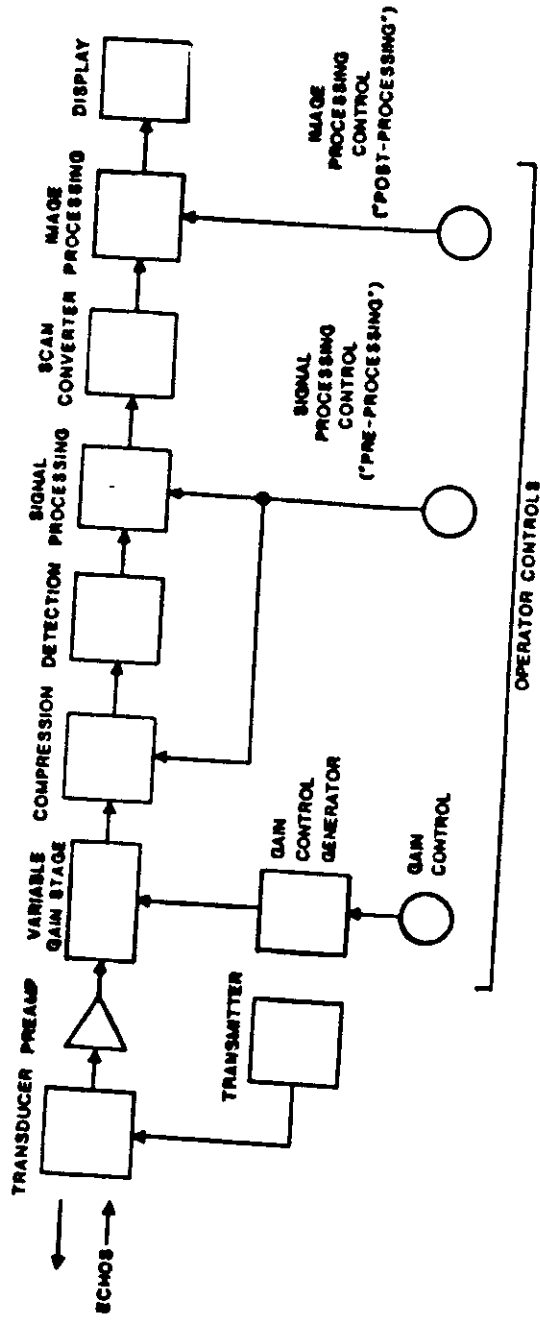 TRANSDUCER
PREAMP
VARIABLE
GAIN STAGE
COMPRESSION
DETECTION
SIGNAL
PROCESSING
SCAN
CONVERTER
IMAGE
PROCESSING
DISPLAY
ECHOS
TRANSMITTER
GAIN
CONTROL
GENERATOR
GAIN
CONTROL
SIGNAL
PROCESSING
CONTROL
("PRE-PROCESSING")
IMAGE
PROCESSING
CONTROL
("POST-PROCESSING")
OPERATOR CONTROLS